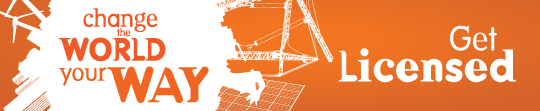 change
the
WORLD
your WAY
Get
Licensed